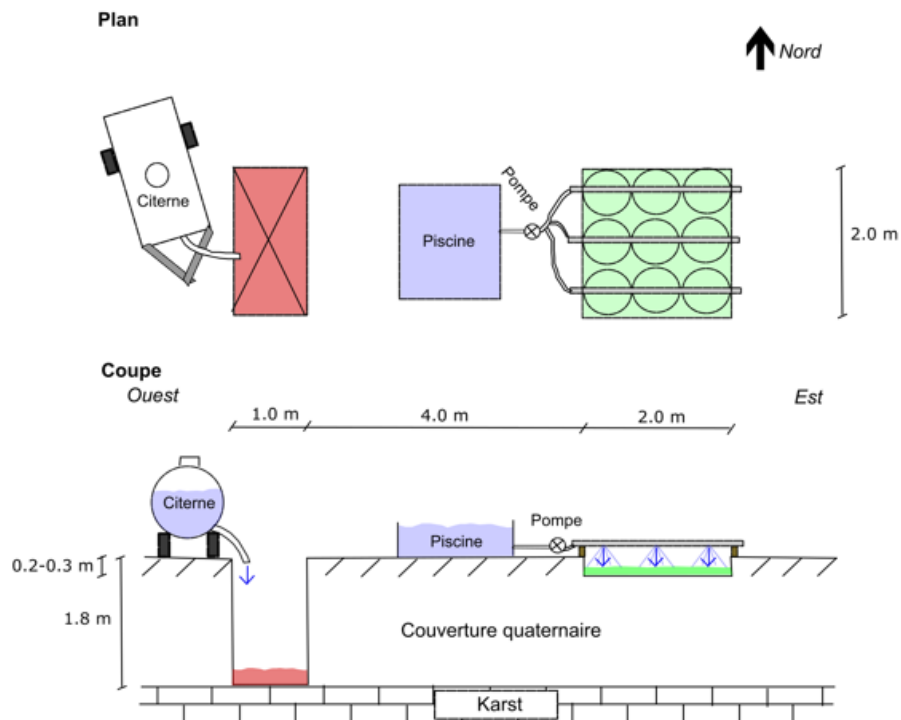 Plan
Nord
Citerne
Pompe
Piscine
2.0 m
Coupe
Ouest
Est
1.0 m
4.0 m
2.0 m
Citerne
Pompe
Piscine
0.2-0.3 m
1.8 m
Couverture quaternaire
Karst